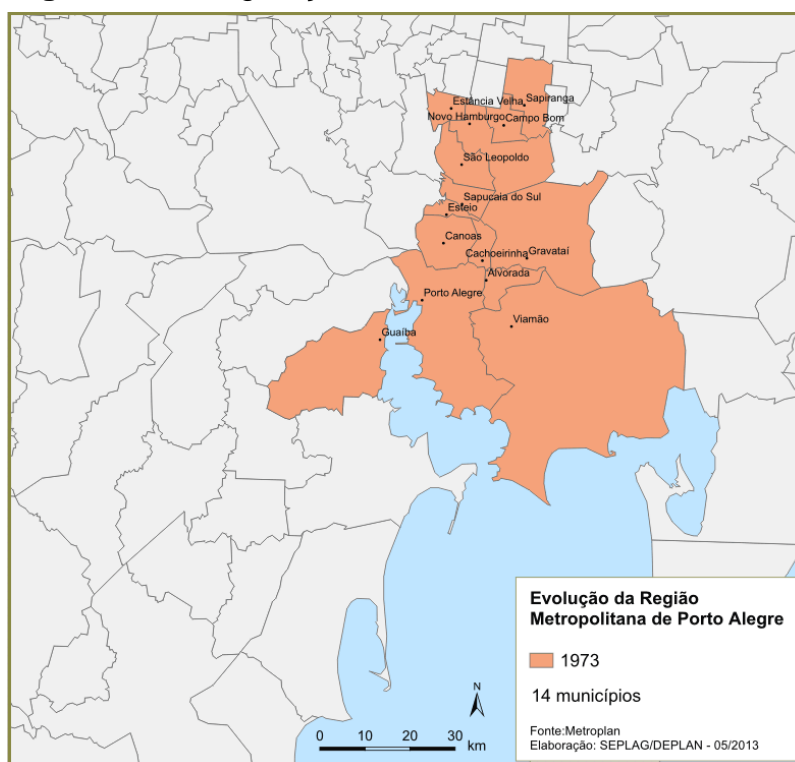 Estância Velha
Sapiranga
Novo Hamburgo
Campo Bom
São Leopoldo
Sapucaia do Sul
Esteio
Canoas
Cachoeirinha
Gravataí
Alvorada
Porto Alegre
Viamão
Guaíba
Evolução da Região
Metropolitana de Porto Alegre
1973
14 municípios
Fonte:Metroplan
Elaboração: SEPLAG/DEPLAN - 05/2013
N
0 10 20 30
km